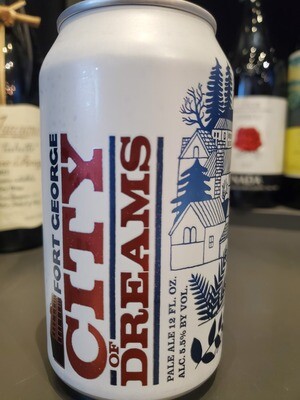 FORT GEORGE
CITY
OF
DREAMS
PALE ALE 12 FL. OZ.
ALC. 5.5% BY VOL.